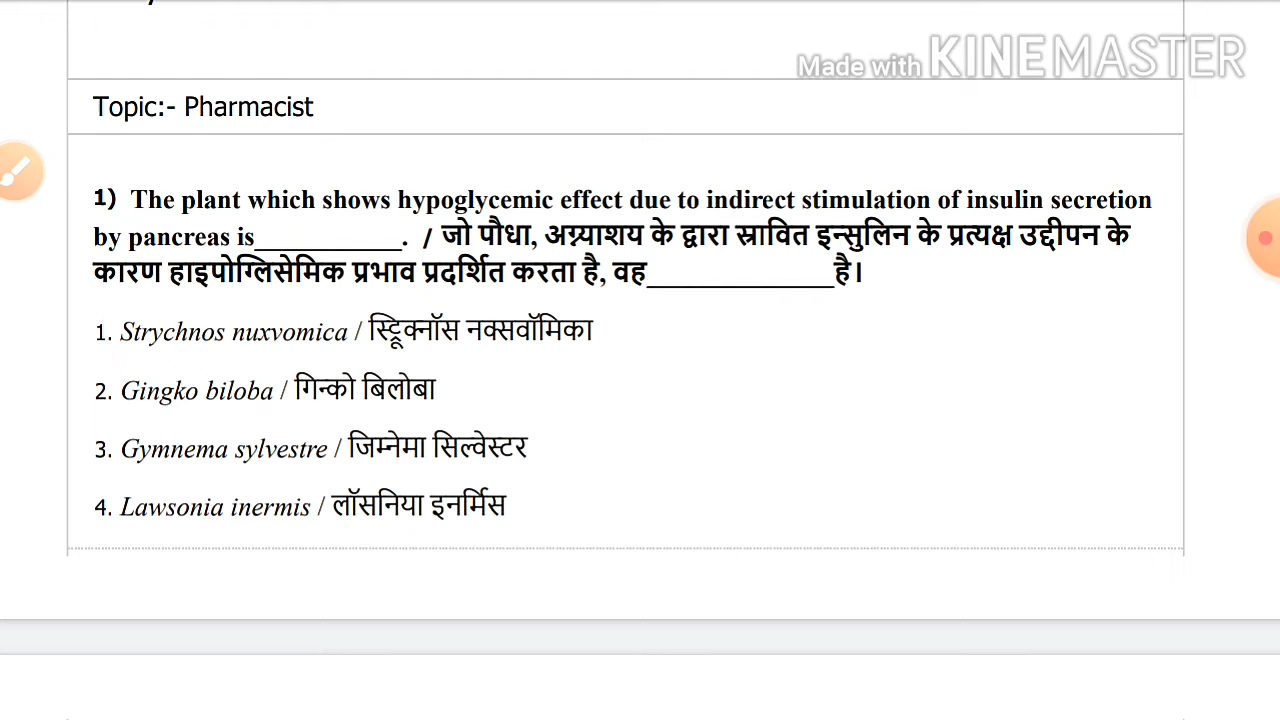 Made with KINEMASTER
Topic:- Pharmacist
1) The plant which shows hypoglycemic effect due to indirect stimulation of insulin secretion
by pancreas is___________. / जो पौधा, अग्न्याशय के द्वारा स्रावित इन्सुलिन के प्रत्यक्ष उद्दीपन के
कारण हाइपोग्लिसेमिक प्रभाव प्रदर्शित करता है, वह______________है।
1. Strychnos nuxvomica / स्ट्रिक्नॉस नक्सवॉमिका
2. Gingko biloba / गिन्को बिलोबा
3. Gymnema sylvestre / जिम्नेमा सिल्वेस्टर
4. Lawsonia inermis / लॉसनिया इनर्मिस